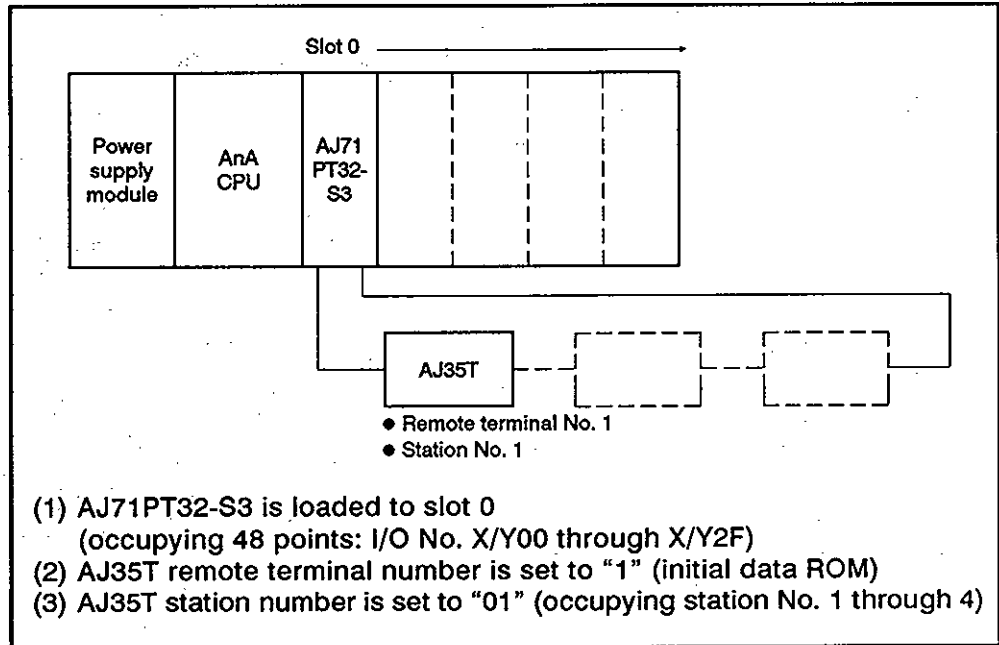 Slot 0
Power
supply
module
AnA
CPU
AJ71
PT32-
S3
AJ35T
● Remote terminal No. 1
● Station No. 1
(1) AJ71PT32-S3 is loaded to slot 0
(occupying 48 points: I/O No. X/Y00 through X/Y2F)
(2) AJ35T remote terminal number is set to “1” (initial data ROM)
(3) AJ35T station number is set to “01” (occupying station No. 1 through 4)